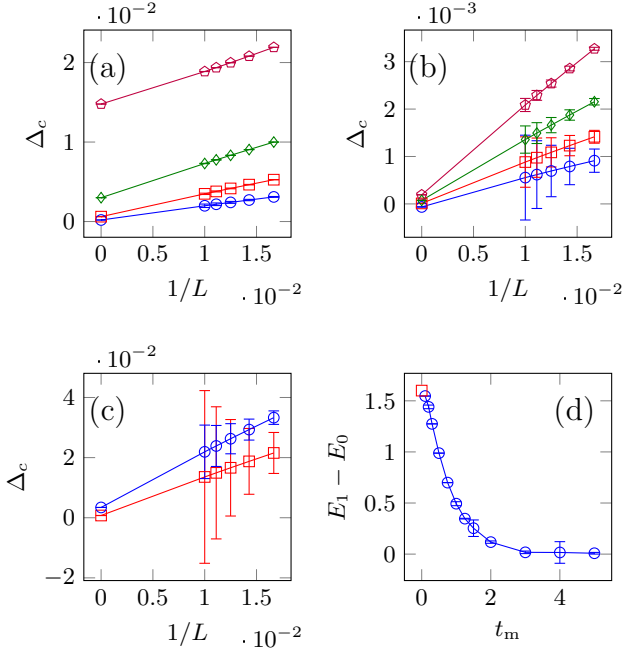 ·10⁻² ·10⁻³
(a) (b)
2 3
1 2
0 1
0
Δc Δc
0 0.5 1 1.5 0 0.5 1 1.5
1/L ·10⁻² 1/L ·10⁻²
·10⁻²
(c) (d)
4 1.5
2 1
0 0.5
−2 0
Δc E₁ − E₀
0 0.5 1 1.5 0 2 4
1/L ·10⁻² tₘ